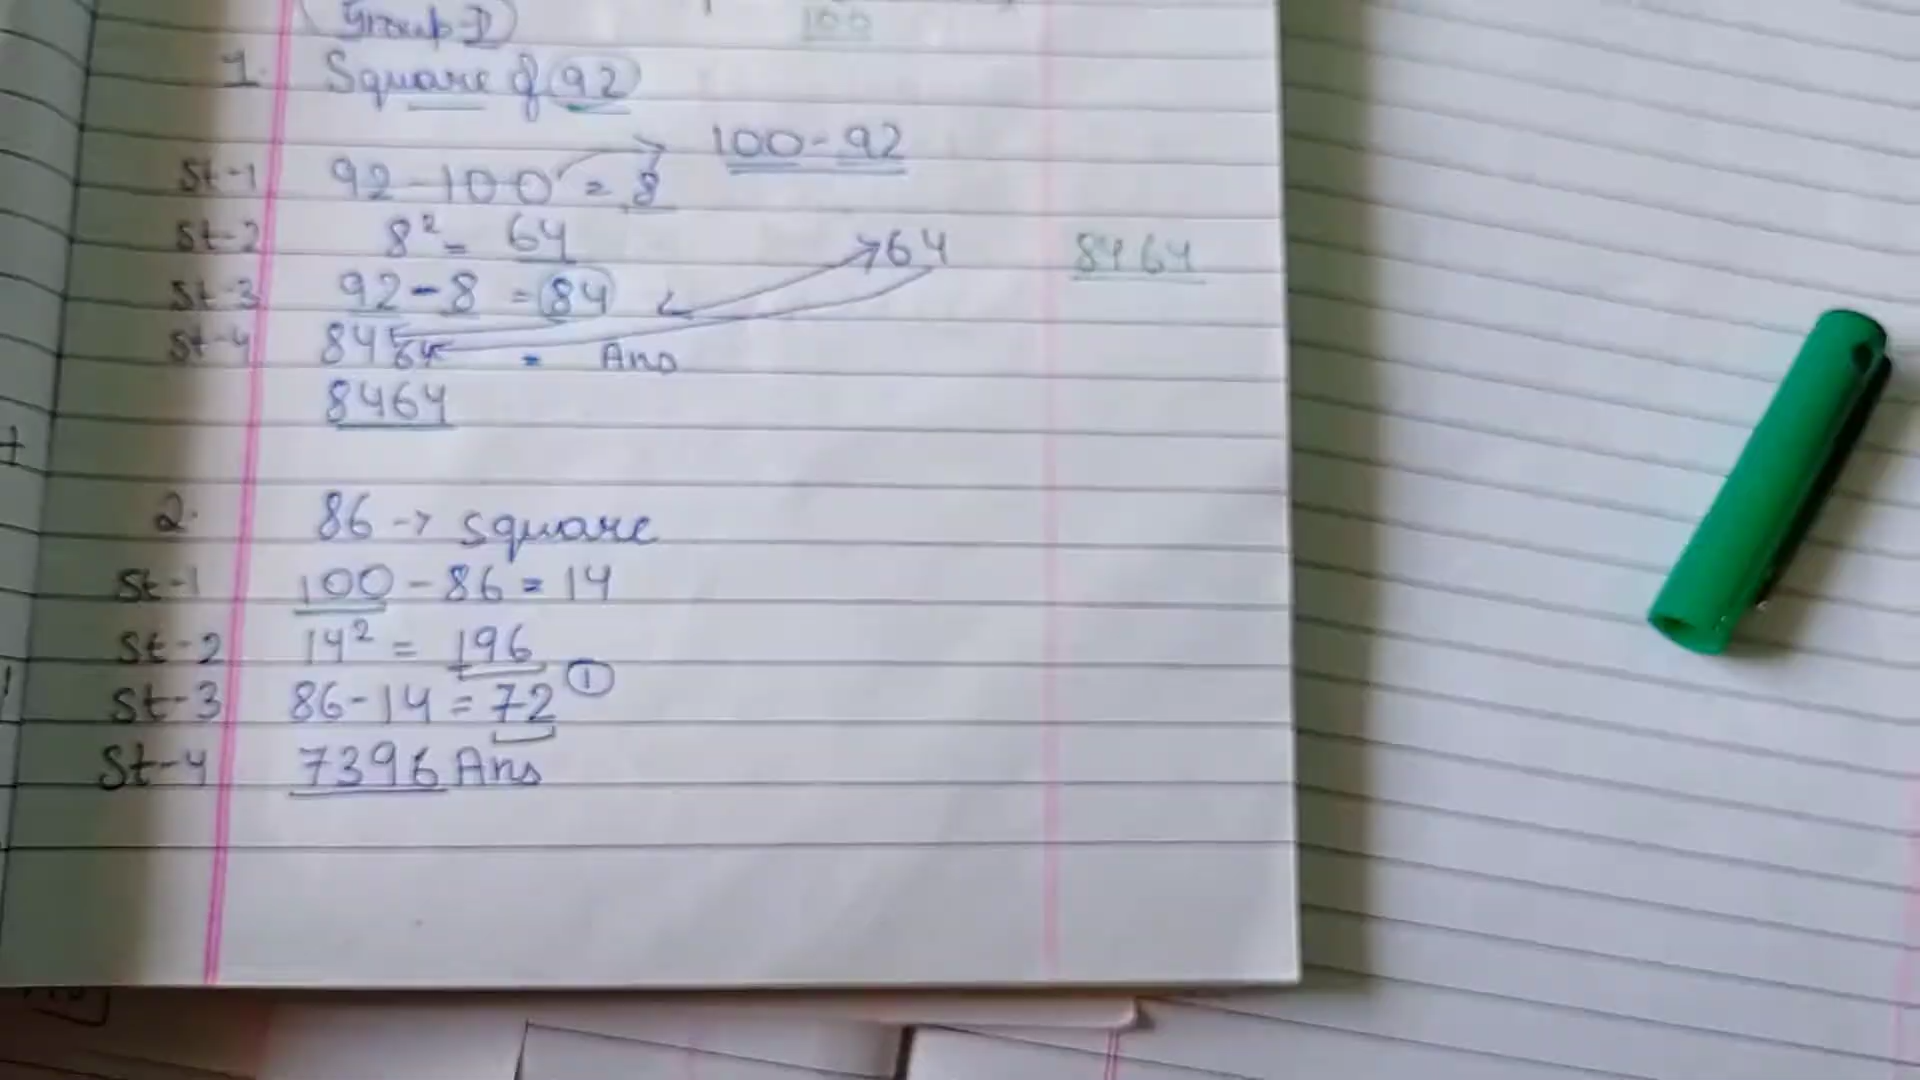 Group-I
100
1. Square of 92
100-92
St-1 92-100 = 8
St-2 8² = 64
64
8464
St-3 92-8 = 84
St-4 8464 = Ans
8464
2. 86 → square
St-1 100-86 = 14
St-2 14² = 196
1
St-3 86-14 = 72
St-4 7396 Ans